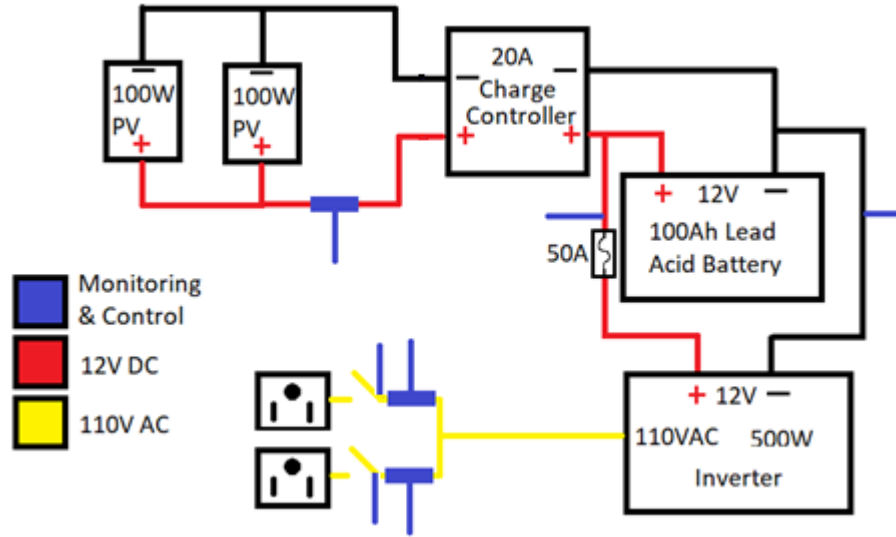 20A
Charge
Controller
− −
+ +
−
100W
PV
+
−
100W
PV
+
+ 12V −
100Ah Lead
Acid Battery
50A
Monitoring
& Control
12V DC
110V AC
+ 12V −
110VAC 500W
Inverter